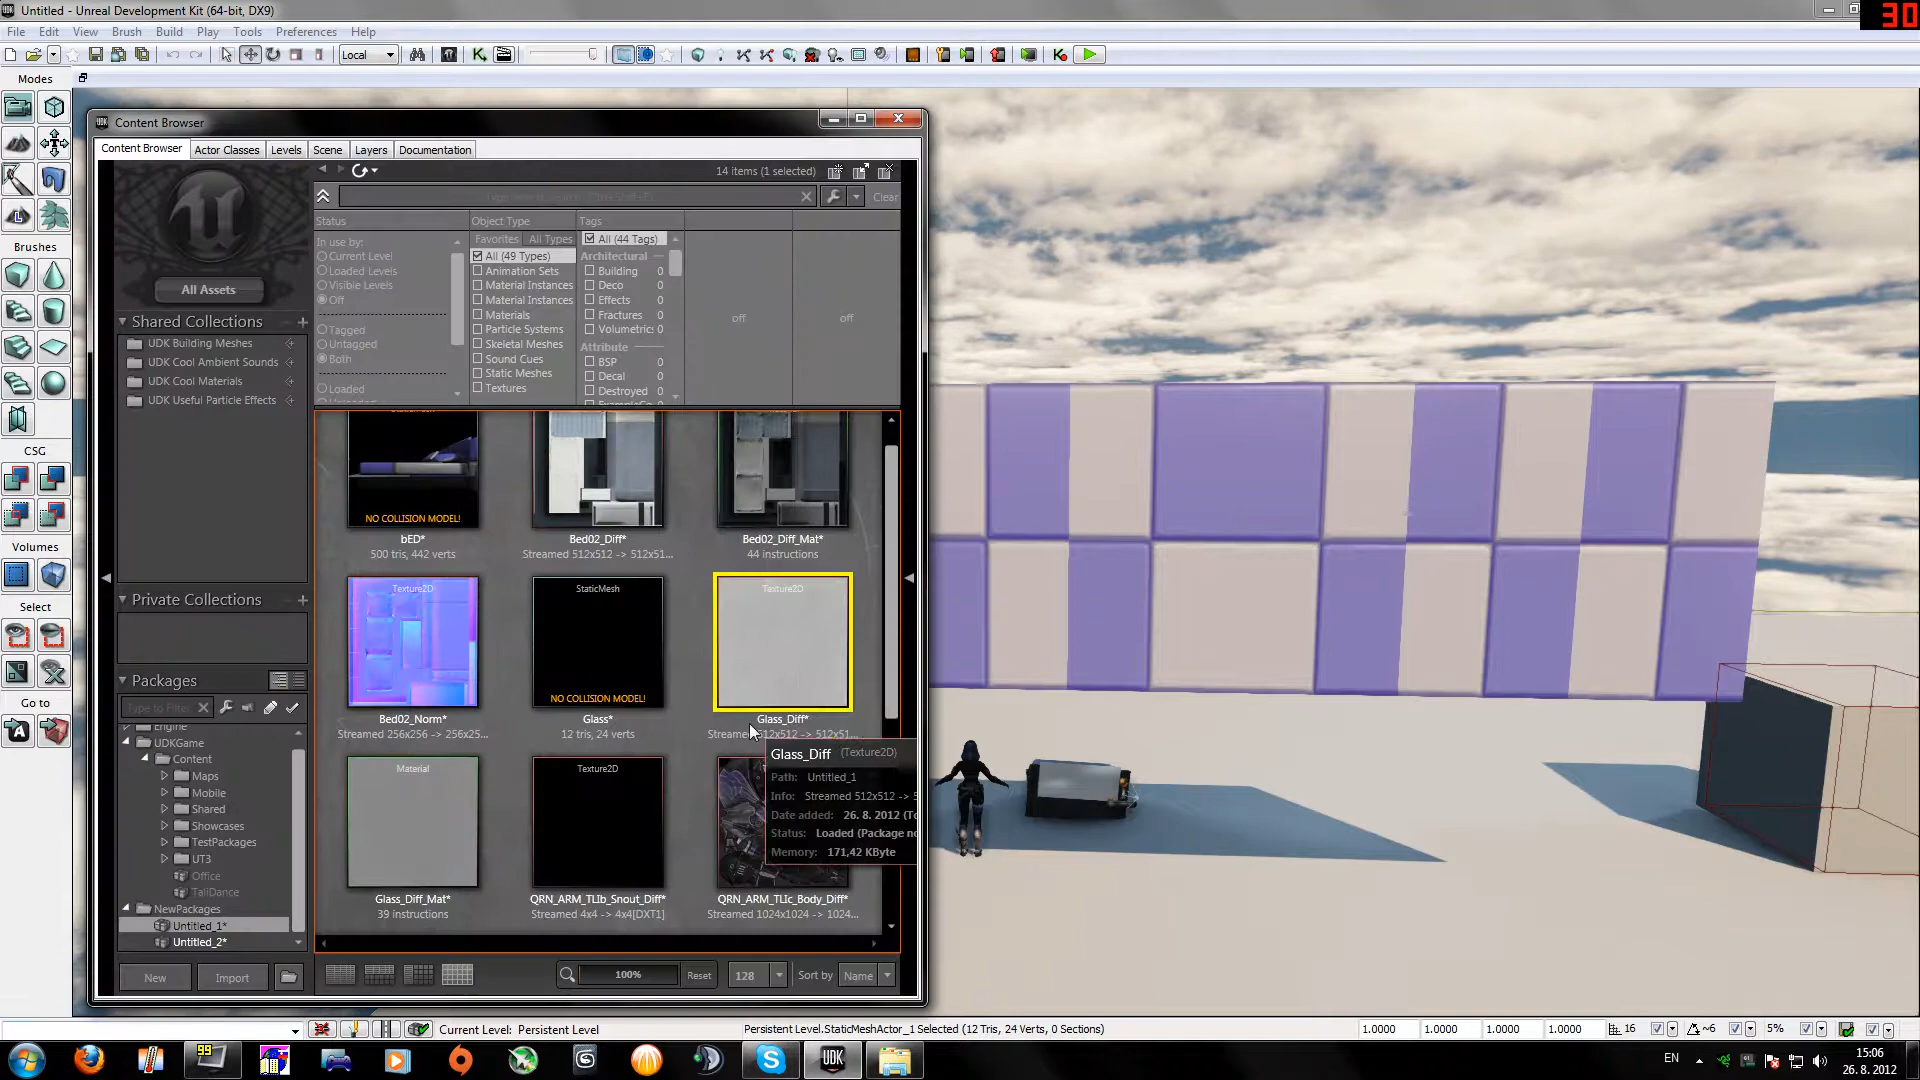 Untitled - Unreal Development Kit (64-bit, DX9)
30
File Edit View Brush Build Play Tools Preferences Help
Local
Modes
Brushes
CSG
Volumes
Select
Go to
Content Browser
Content Browser Actor Classes Levels Scene Layers Documentation
14 items (1 selected)
Clear
Status
In use by:
Current Level
Loaded Levels
Visible Levels
Off
Tagged
Untagged
Both
Loaded
Object Type
Favorites All Types
All (49 Types)
Animation Sets
Material Instances
Material Instances
Materials
Particle Systems
Skeletal Meshes
Sound Cues
Static Meshes
Textures
Tags
All (44 Tags)
Architectural
Building 0
Deco 0
Effects 0
Fractures 0
Volumetric 0
Attribute
BSP 0
Decal 0
Destroyed 0
off
off
All Assets
Shared Collections
UDK Building Meshes
UDK Cool Ambient Sounds
UDK Cool Materials
UDK Useful Particle Effects
Private Collections
Packages
Type to Filter
Engine
UDKGame
Content
Maps
Mobile
Shared
Showcases
TestPackages
UT3
Office
TallDance
NewPackages
Untitled_1*
Untitled_2*
New Import
NO COLLISION MODEL!
bED*
500 tris, 442 verts
Bed02_Diff*
Streamed 512x512 -> 512x51...
Bed02_Diff_Mat*
44 instructions
Texture2D
Bed02_Norm*
Streamed 256x256 -> 256x25...
StaticMesh
NO COLLISION MODEL!
Glass*
12 tris, 24 verts
Texture2D
Glass_Diff*
Streamed 512x512 -> 512x51...
Glass_Diff (Texture2D)
Path: Untitled_1
Info: Streamed 512x512 -> 5
Date added: 26. 8. 2012 (To
Status: Loaded (Package no
Memory: 171,42 KByte
Material
Glass_Diff_Mat*
39 instructions
Texture2D
QRN_ARM_TLIb_Snout_Diff*
Streamed 4x4 -> 4x4[DXT1]
QRN_ARM_TLIc_Body_Diff*
Streamed 1024x1024 -> 1024...
100% Reset 128 Sort by Name
Current Level: Persistent Level
Persistent Level.StaticMeshActor_1 Selected (12 Tris, 24 Verts, 0 Sections)
1.0000 1.0000 1.0000 1.0000 16 ~6 5%
99
UDK
EN
15:06
26. 8. 2012